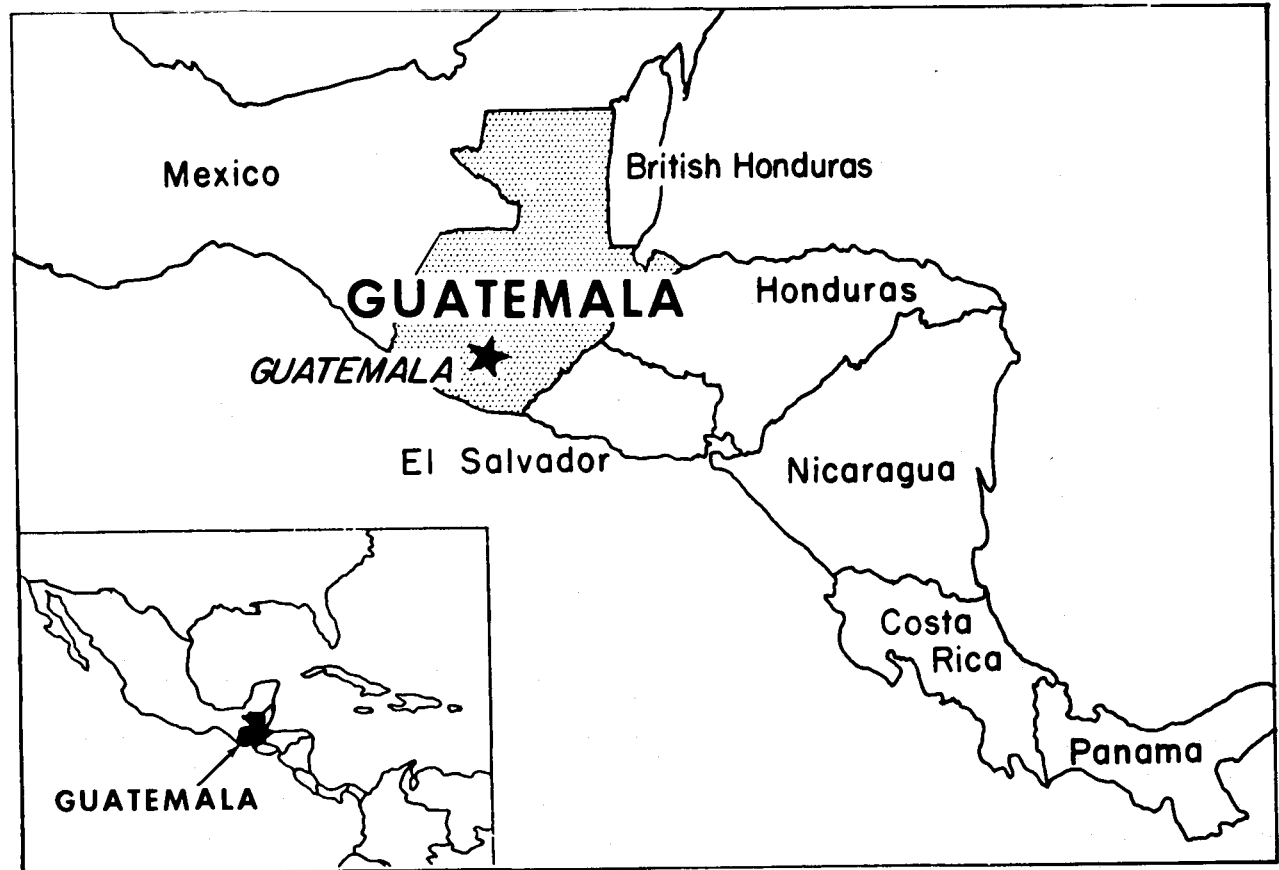 Mexico
British Honduras
GUATEMALA
Honduras
GUATEMALA
El Salvador
Nicaragua
Costa
Rica
Panama
GUATEMALA